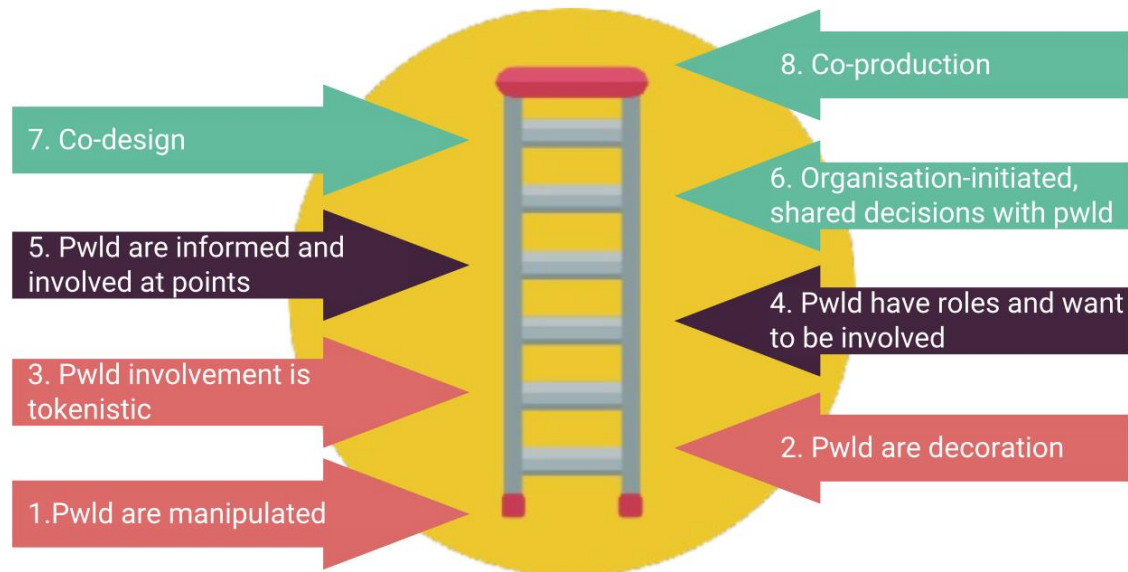 8. Co-production
7. Co-design
6. Organisation-initiated,
shared decisions with pwld
5. Pwld are informed and
involved at points
4. Pwld have roles and want
to be involved
3. Pwld involvement is
tokenistic
2. Pwld are decoration
1.Pwld are manipulated